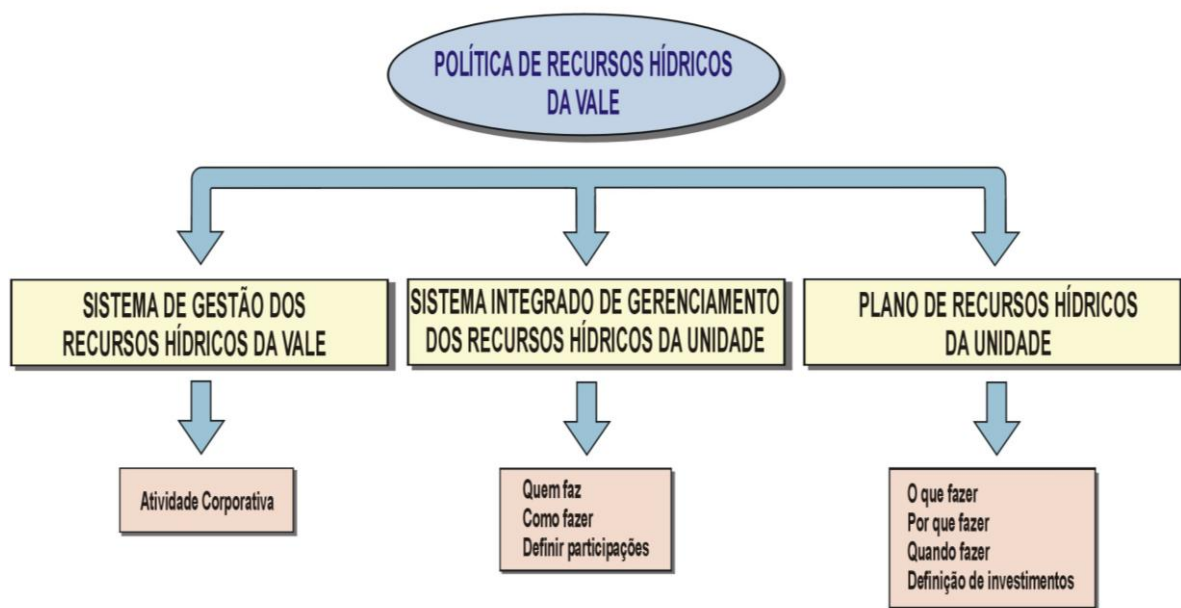 POLÍTICA DE RECURSOS HÍDRICOS
DA VALE
SISTEMA DE GESTÃO DOS
RECURSOS HÍDRICOS DA VALE
SISTEMA INTEGRADO DE GERENCIAMENTO
DOS RECURSOS HÍDRICOS DA UNIDADE
PLANO DE RECURSOS HÍDRICOS
DA UNIDADE
Atividade Corporativa
Quem faz
Como fazer
Definir participações
O que fazer
Por que fazer
Quando fazer
Definição de investimentos